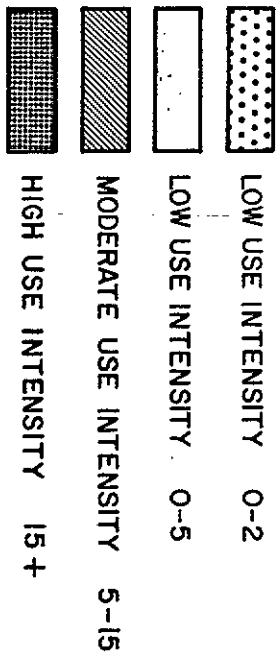 LOW USE INTENSITY 0-2
LOW USE INTENSITY 0-5
MODERATE USE INTENSITY 5-15
HIGH USE INTENSITY 15+